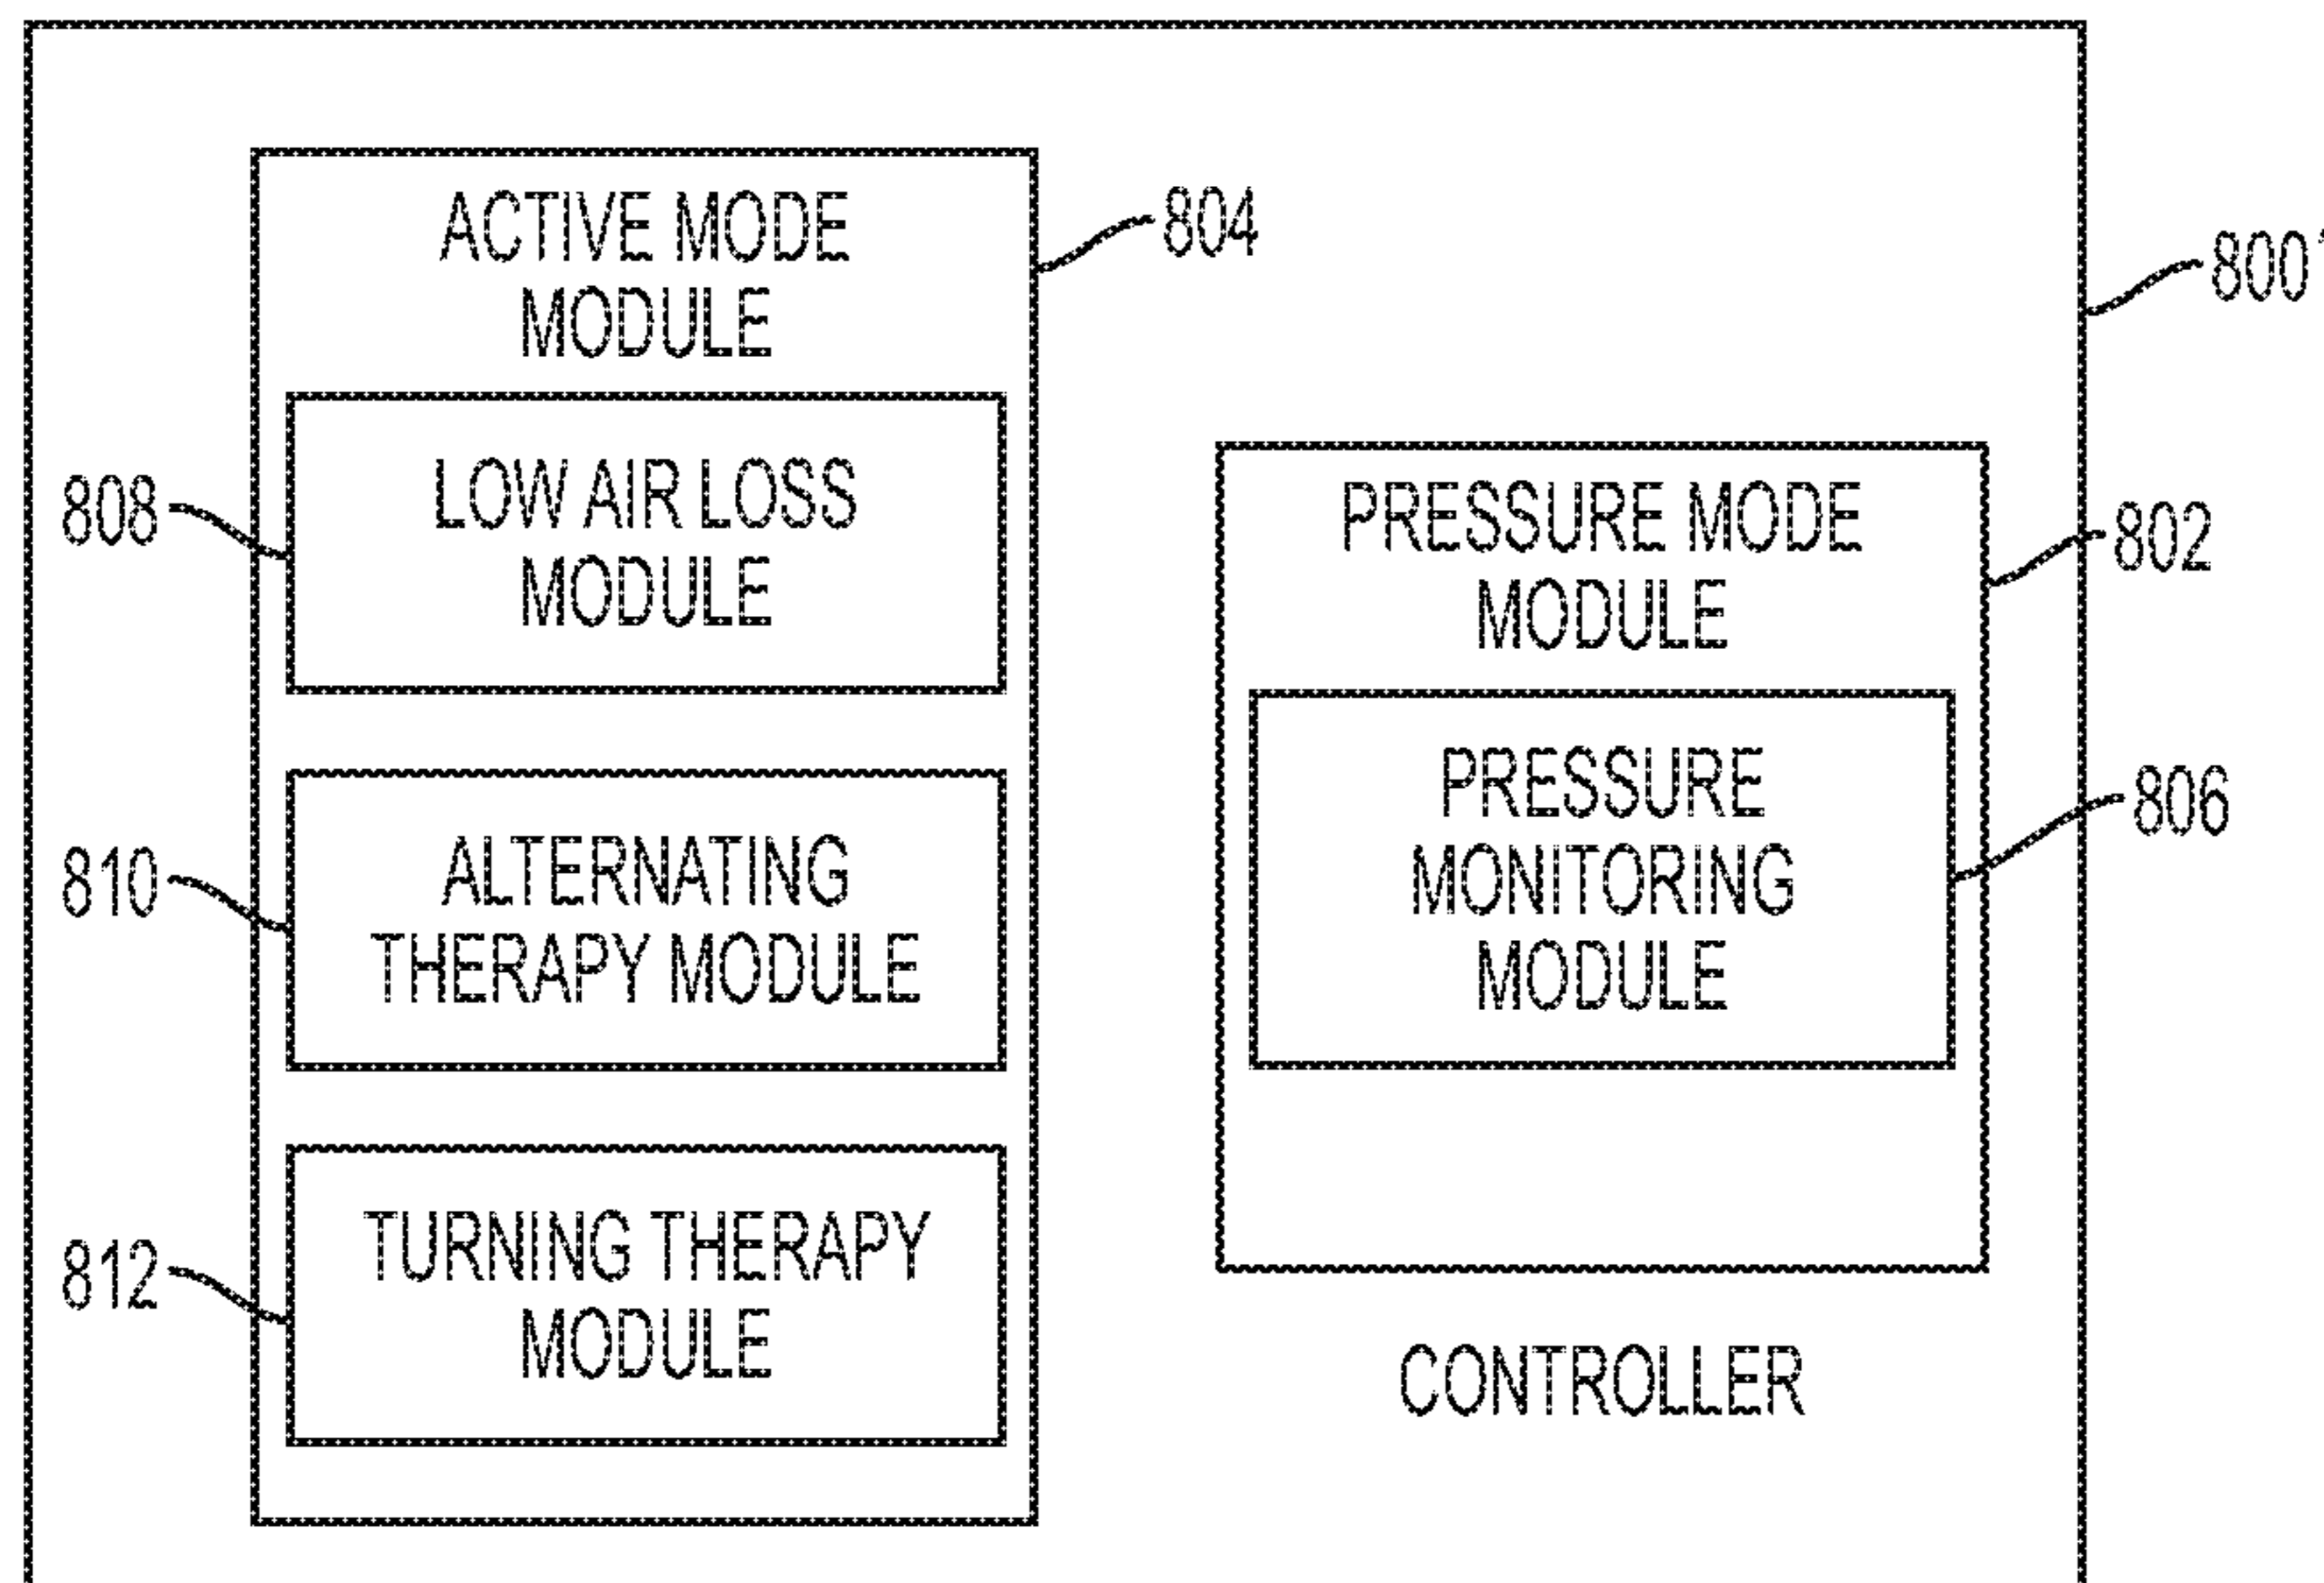 ACTIVE MODE
MODULE
804
800'
LOW AIR LOSS
MODULE
808
PRESSURE MODE
MODULE
802
PRESSURE
MONITORING
MODULE
806
810
ALTERNATING
THERAPY MODULE
812
TURNING THERAPY
MODULE
CONTROLLER